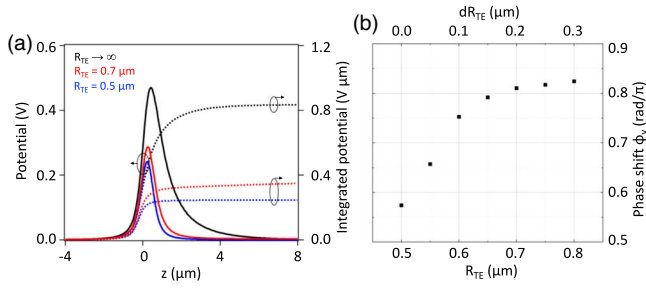 (a)
R_TE → ∞
R_TE = 0.7 μm
R_TE = 0.5 μm
Potential (V)
0.6
0.4
0.2
0.0
-4 0 4 8
z (μm)
1.2
0.8
0.4
0.0
Integrated potential (V μm)
(b)
dR_TE (μm)
0.0 0.1 0.2 0.3
0.9
0.8
0.7
0.6
0.5
Phase shift ϕ_v (rad/π)
0.5 0.6 0.7 0.8
R_TE (μm)